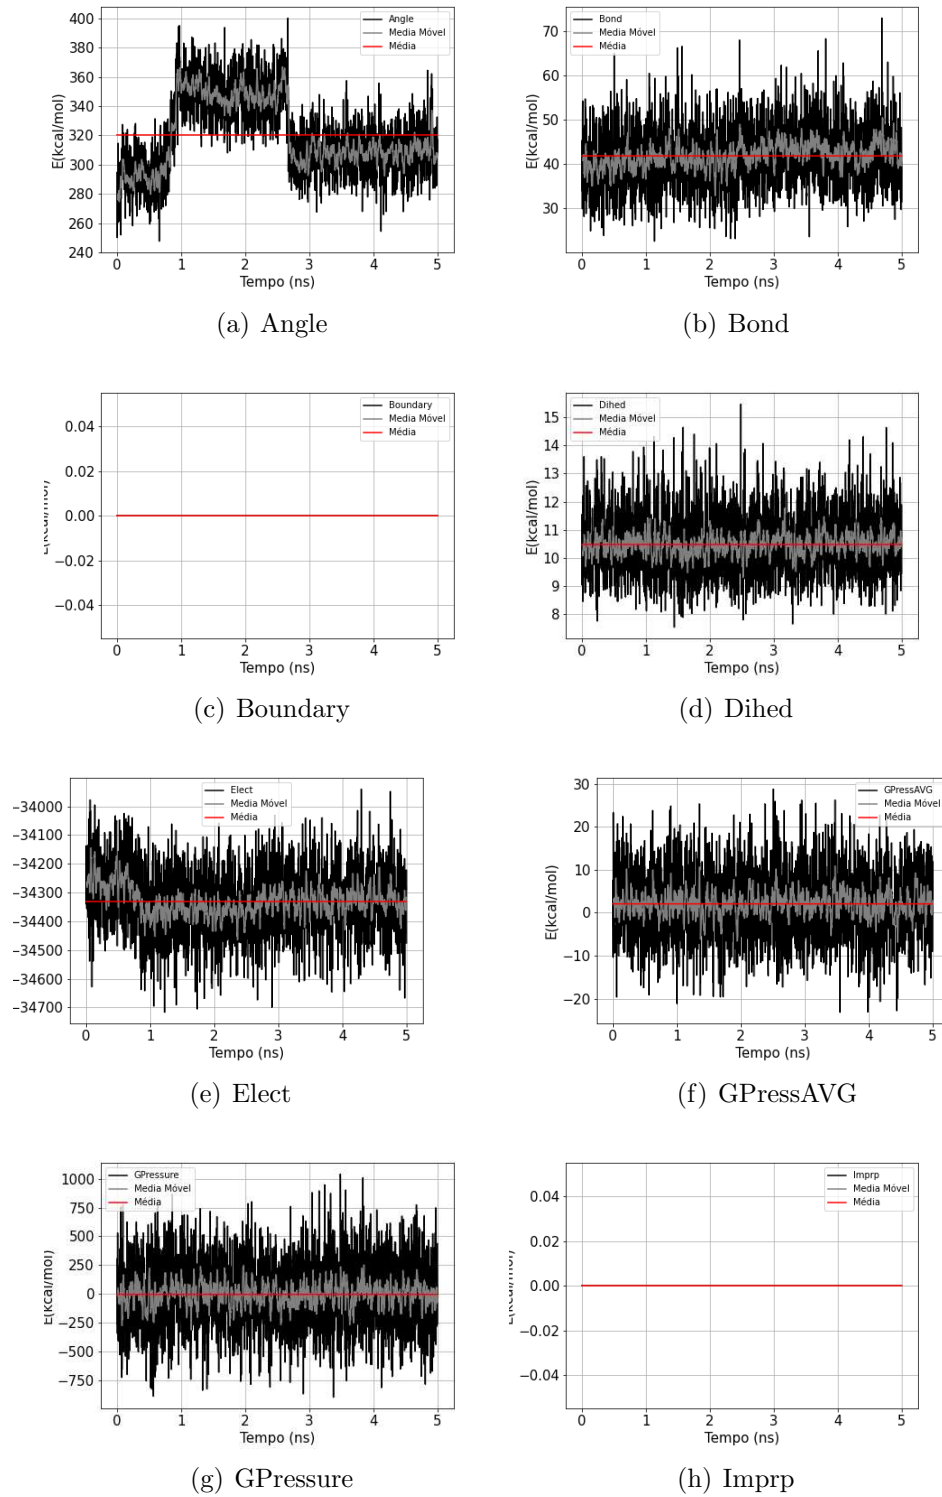 400
380
360
340
320
300
280
260
240
E(kcal/mol)
Angle
Media Móvel
Média
0 1 2 3 4 5
Tempo (ns)
(a) Angle
70
60
50
40
30
E(kcal/mol)
Bond
Media Móvel
Média
0 1 2 3 4 5
Tempo (ns)
(b) Bond
0.04
0.02
0.00
−0.02
−0.04
E(kcal/mol)
Boundary
Media Móvel
Média
0 1 2 3 4 5
Tempo (ns)
(c) Boundary
15
14
13
12
11
10
9
8
E(kcal/mol)
Dihed
Media Móvel
Média
0 1 2 3 4 5
Tempo (ns)
(d) Dihed
−34000
−34100
−34200
−34300
−34400
−34500
−34600
−34700
Elect
Media Móvel
Média
0 1 2 3 4 5
Tempo (ns)
(e) Elect
30
20
10
0
−10
−20
E(kcal/mol)
GPressAVG
Media Móvel
Média
0 1 2 3 4 5
Tempo (ns)
(f) GPressAVG
1000
750
500
250
0
−250
−500
−750
E(kcal/mol)
GPressure
Media Móvel
Média
0 1 2 3 4 5
Tempo (ns)
(g) GPressure
0.04
0.02
0.00
−0.02
−0.04
E(kcal/mol)
Imprp
Media Móvel
Média
0 1 2 3 4 5
Tempo (ns)
(h) Imprp